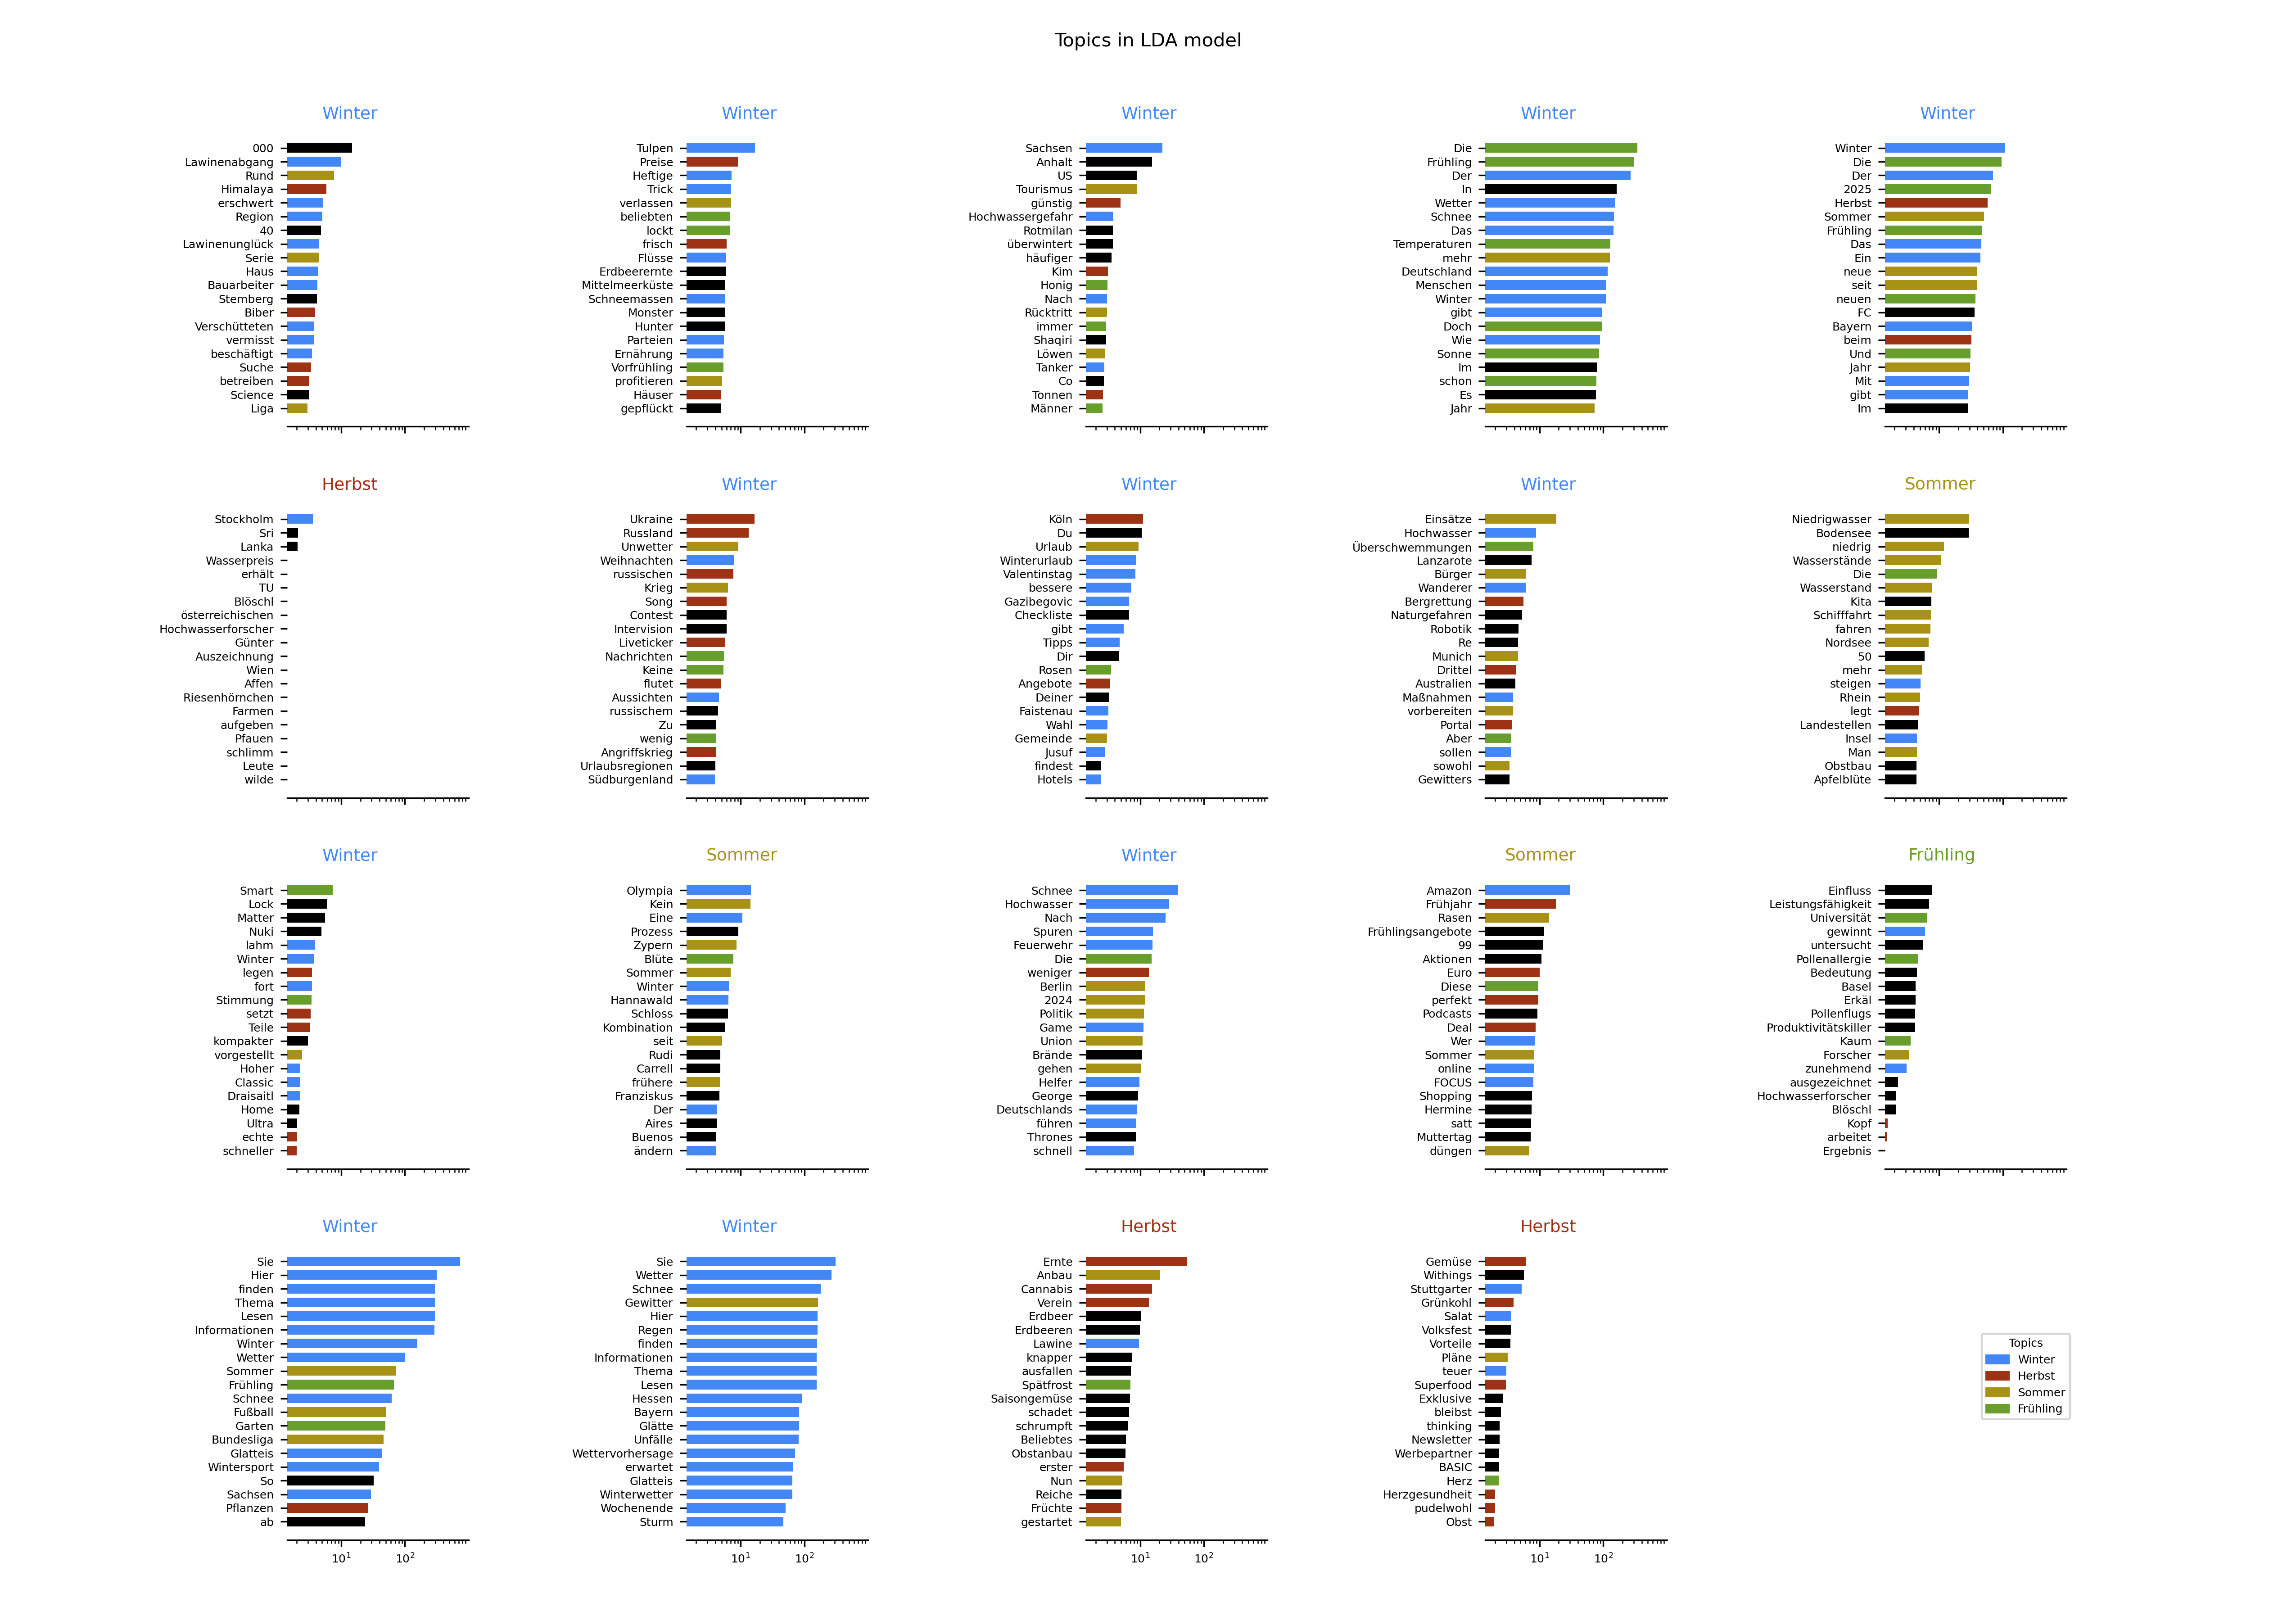 Topics in LDA model
Winter
000
Lawinenabgang
Rund
Himalaya
erschwert
Region
40
Lawinenunglück
Serie
Haus
Bauarbeiter
Stemberg
Biber
Verschütteten
vermisst
beschäftigt
Suche
betreiben
Science
Liga
Winter
Tulpen
Preise
Heftige
Trick
verlassen
beliebten
lockt
frisch
Flüsse
Erdbeerernte
Mittelmeerküste
Schneemassen
Monster
Hunter
Parteien
Ernährung
Vorfrühling
profitieren
Häuser
gepflückt
Winter
Sachsen
Anhalt
US
Tourismus
günstig
Hochwassergefahr
Rotmilan
überwintert
häufiger
Kim
Honig
Nach
Rücktritt
immer
Shaqiri
Löwen
Tanker
Co
Tonnen
Männer
Winter
Die
Frühling
Der
In
Wetter
Schnee
Das
Temperaturen
mehr
Deutschland
Menschen
Winter
gibt
Doch
Wie
Sonne
Im
schon
Es
Jahr
Winter
Winter
Die
Der
2025
Herbst
Sommer
Frühling
Das
Ein
neue
seit
neuen
FC
Bayern
beim
Und
Jahr
Mit
gibt
Im
Herbst
Stockholm
Sri
Lanka
Wasserpreis
erhält
TU
Blöschl
österreichischen
Hochwasserforscher
Günter
Auszeichnung
Wien
Affen
Riesenhörnchen
Farmen
aufgeben
Pfauen
schlimm
Leute
wilde
Winter
Ukraine
Russland
Unwetter
Weihnachten
russischen
Krieg
Song
Contest
Intervision
Liveticker
Nachrichten
Keine
flutet
Aussichten
russischem
Zu
wenig
Angriffskrieg
Urlaubsregionen
Südburgenland
Winter
Köln
Du
Urlaub
Winterurlaub
Valentinstag
bessere
Gazibegovic
Checkliste
gibt
Tipps
Dir
Rosen
Angebote
Deiner
Faistenau
Wahl
Gemeinde
Jusuf
findest
Hotels
Winter
Einsätze
Hochwasser
Überschwemmungen
Lanzarote
Bürger
Wanderer
Bergrettung
Naturgefahren
Robotik
Re
Munich
Drittel
Australien
Maßnahmen
vorbereiten
Portal
Aber
sollen
sowohl
Gewitters
Sommer
Niedrigwasser
Bodensee
niedrig
Wasserstände
Die
Wasserstand
Kita
Schifffahrt
fahren
Nordsee
50
mehr
steigen
Rhein
legt
Landestellen
Insel
Man
Obstbau
Apfelblüte
Winter
Smart
Lock
Matter
Nuki
lahm
Winter
legen
fort
Stimmung
setzt
Teile
kompakter
vorgestellt
Hoher
Classic
Draisaitl
Home
Ultra
echte
schneller
Sommer
Olympia
Kein
Eine
Prozess
Zypern
Blüte
Sommer
Winter
Hannawald
Schloss
Kombination
seit
Rudi
Carrell
frühere
Franziskus
Der
Aires
Buenos
ändern
Winter
Schnee
Hochwasser
Nach
Spuren
Feuerwehr
Die
weniger
Berlin
2024
Politik
Game
Union
Brände
gehen
Helfer
George
Deutschlands
führen
Thrones
schnell
Sommer
Amazon
Frühjahr
Rasen
Frühlingsangebote
99
Aktionen
Euro
Diese
perfekt
Podcasts
Deal
Wer
Sommer
online
FOCUS
Shopping
Hermine
satt
Muttertag
düngen
Frühling
Einfluss
Leistungsfähigkeit
Universität
gewinnt
untersucht
Pollenallergie
Bedeutung
Basel
Erkäl
Pollenflugs
Produktivitätskiller
Kaum
Forscher
zunehmend
ausgezeichnet
Hochwasserforscher
Blöschl
Kopf
arbeitet
Ergebnis
Winter
Sie
Hier
finden
Thema
Lesen
Informationen
Winter
Wetter
Sommer
Frühling
Schnee
Fußball
Garten
Bundesliga
Glatteis
Wintersport
So
Sachsen
Pflanzen
ab
10¹ 10²
Winter
Sie
Wetter
Schnee
Gewitter
Hier
Regen
finden
Informationen
Thema
Lesen
Hessen
Bayern
Glätte
Unfälle
Wettervorhersage
erwartet
Glatteis
Winterwetter
Wochenende
Sturm
10¹ 10²
Herbst
Ernte
Anbau
Cannabis
Verein
Erdbeer
Erdbeeren
Lawine
knapper
ausfallen
Spätfrost
Saisongemüse
schadet
schrumpft
Beliebtes
Obstanbau
erster
Nun
Reiche
Früchte
gestartet
10¹ 10²
Herbst
Gemüse
Withings
Stuttgarter
Grünkohl
Salat
Volksfest
Vorteile
Pläne
teuer
Superfood
Exklusive
bleibst
thinking
Newsletter
Werbepartner
BASIC
Herz
Herzgesundheit
pudelwohl
Obst
10¹ 10²
Topics
Winter
Herbst
Sommer
Frühling